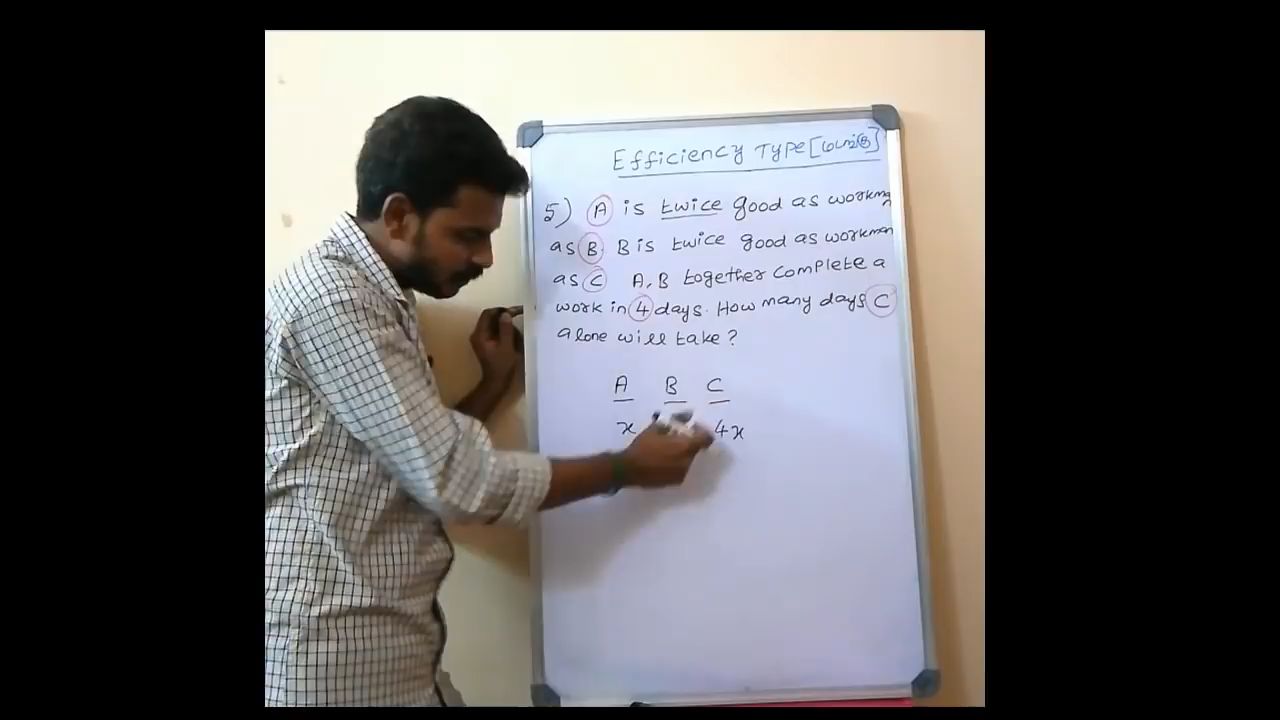 Efficiency Type [மடங்கு]
5) A is twice good as workman
as B B is twice good as workman
as C A, B together complete a
work in 4 days. How many days C
alone will take?
A B C
x 4x